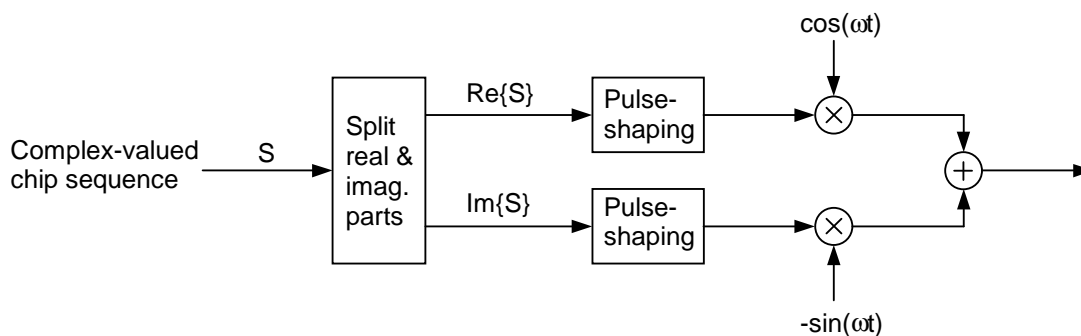 cos(ωt)
Complex-valued
chip sequence
S
Split
real &
imag.
parts
Re{S}
Pulse-
shaping
Im{S}
Pulse-
shaping
-sin(ωt)